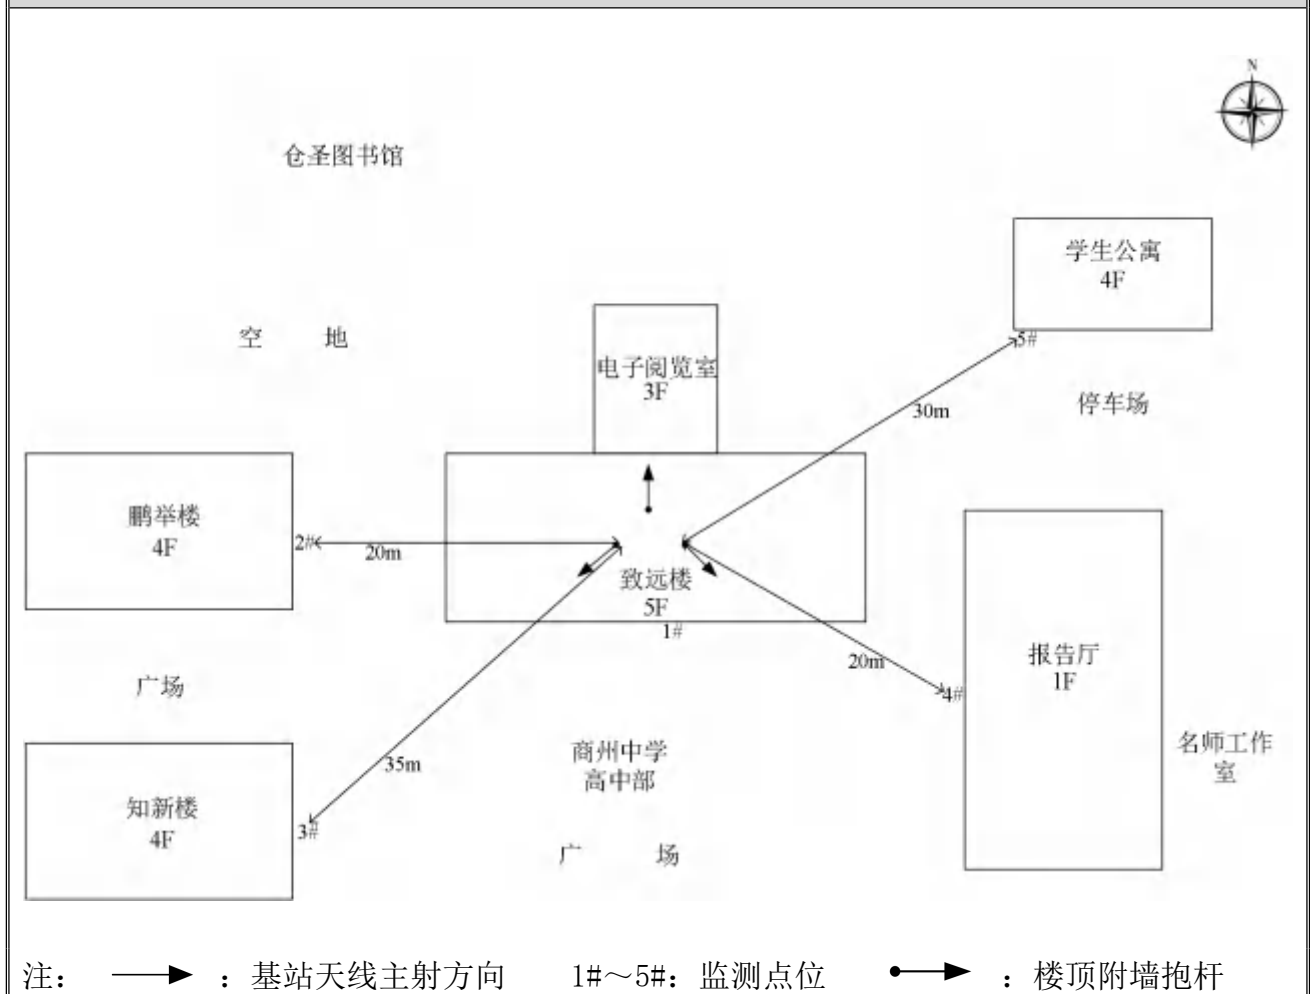 N
仓圣图书馆
学生公寓
4F
空 地
电子阅览室
3F
5#
30m
停车场
鹏举楼
4F
2#
20m
致远楼
5F
1#
20m
4#
报告厅
1F
广场
商州中学
高中部
名师工作
室
35m
知新楼
4F
3#
广 场
注： ：基站天线主射方向 1#～5#：监测点位 ：楼顶附墙抱杆